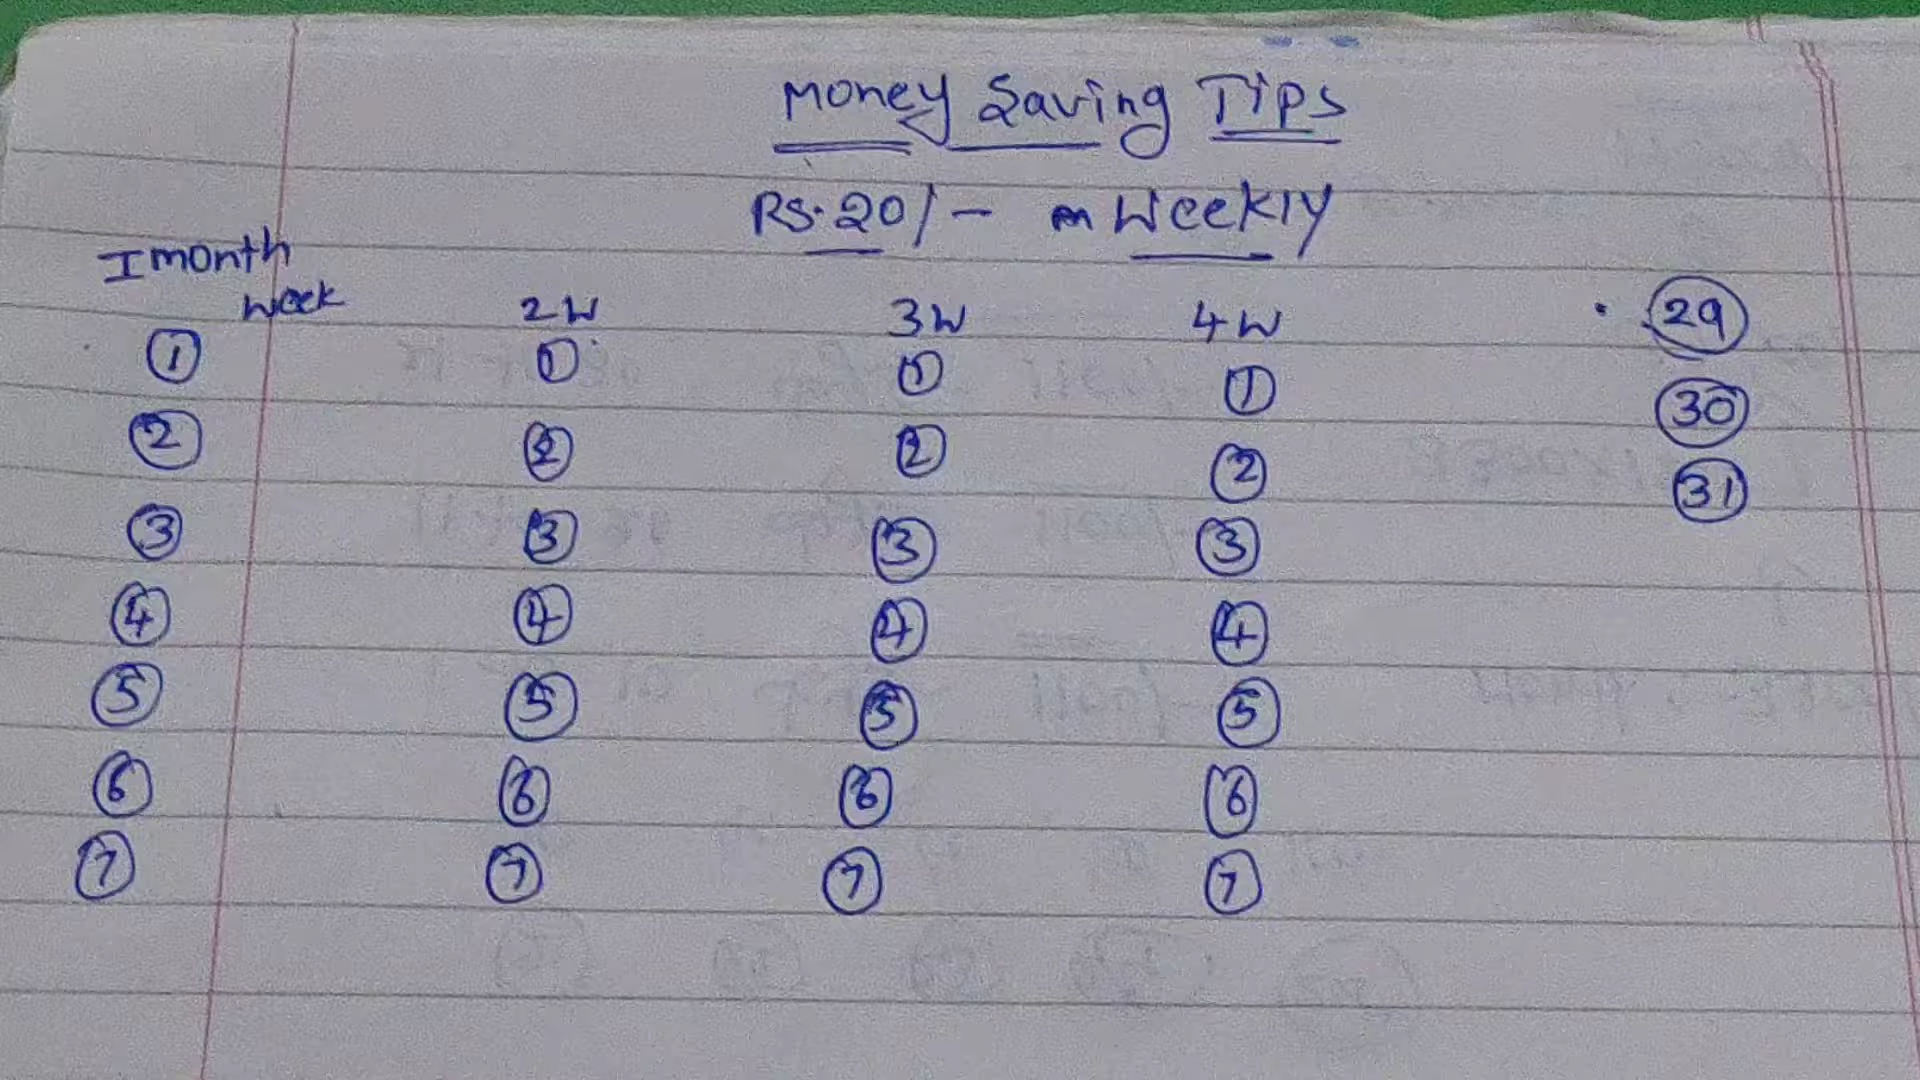 Money Saving Tips
RS.20/- Weekly
I month
week 2W 3W 4W 29
1 1 1 1 30
2 2 2 2 31
3 3 3 3
4 4 4 4
5 5 5 5
6 6 6 6
7 7 7 7